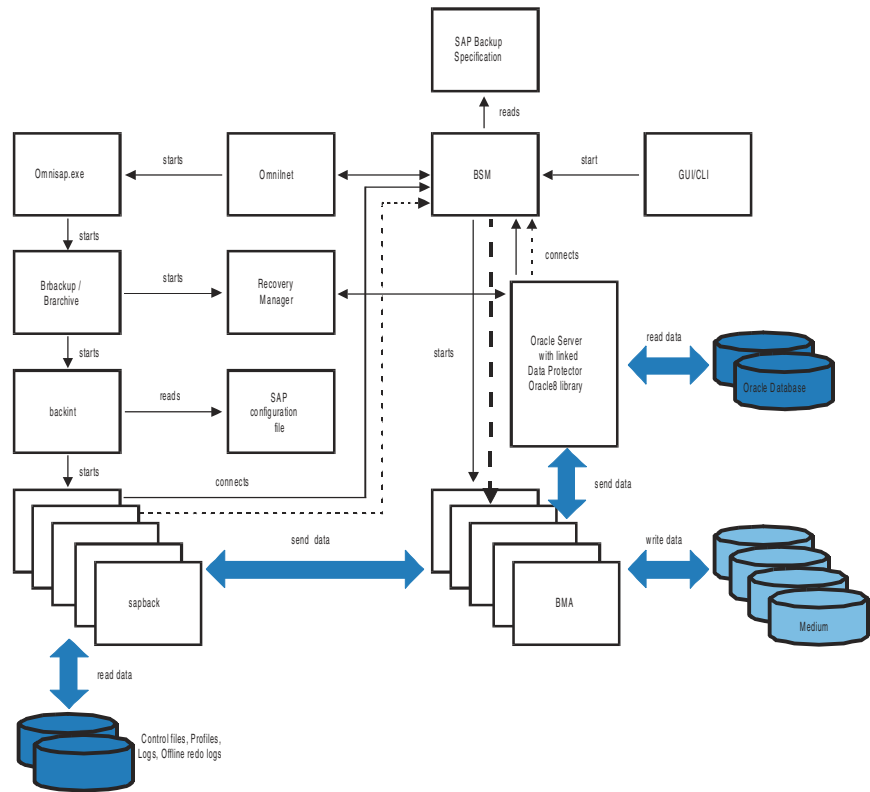 SAP Backup
Specification
reads
Omnisap.exe
starts
OmniInet
BSM
start
GUI/CLI
starts
connects
Brbackup /
Brarchive
starts
Recovery
Manager
Oracle Server
with linked
Data Protector
Oracle8 library
read data
Oracle Database
starts
starts
backint
reads
SAP
configuration
file
starts
connects
send data
send data
write data
sapback
BMA
Medium
read data
Control files, Profiles,
Logs, Offline redo logs